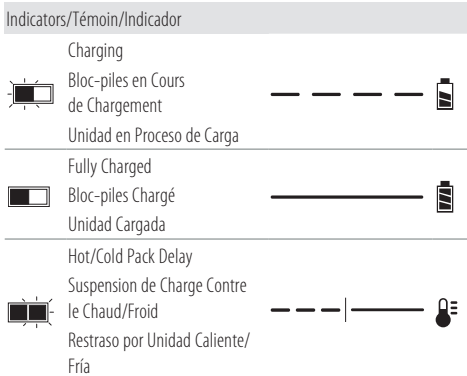 Indicators/Témoin/Indicador
Charging
Bloc-piles en Cours
de Chargement
Unidad en Proceso de Carga
Fully Charged
Bloc-piles Chargé
Unidad Cargada
Hot/Cold Pack Delay
Suspension de Charge Contre
le Chaud/Froid
Restraso por Unidad Caliente/
Fría